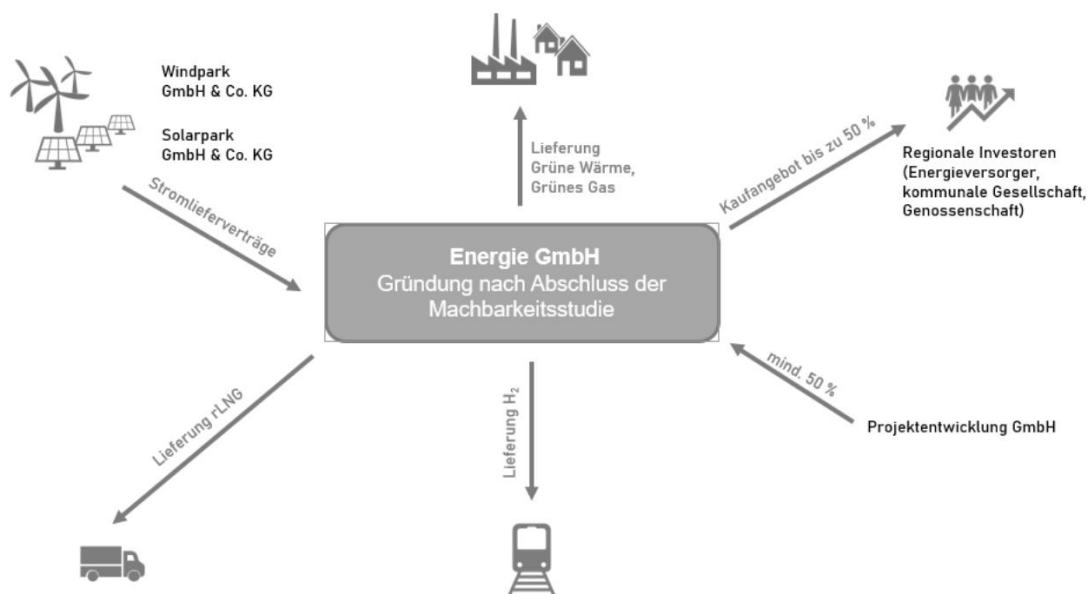 Windpark
GmbH & Co. KG
Solarpark
GmbH & Co. KG
Stromlieferverträge
Lieferung
Grüne Wärme,
Grünes Gas
Kaufangebot bis zu 50 %
Regionale Investoren
(Energieversorger,
kommunale Gesellschaft,
Genossenschaft)
Energie GmbH
Gründung nach Abschluss der
Machbarkeitsstudie
mind. 50 %
Projektentwicklung GmbH
Lieferung rLNG
Lieferung H₂